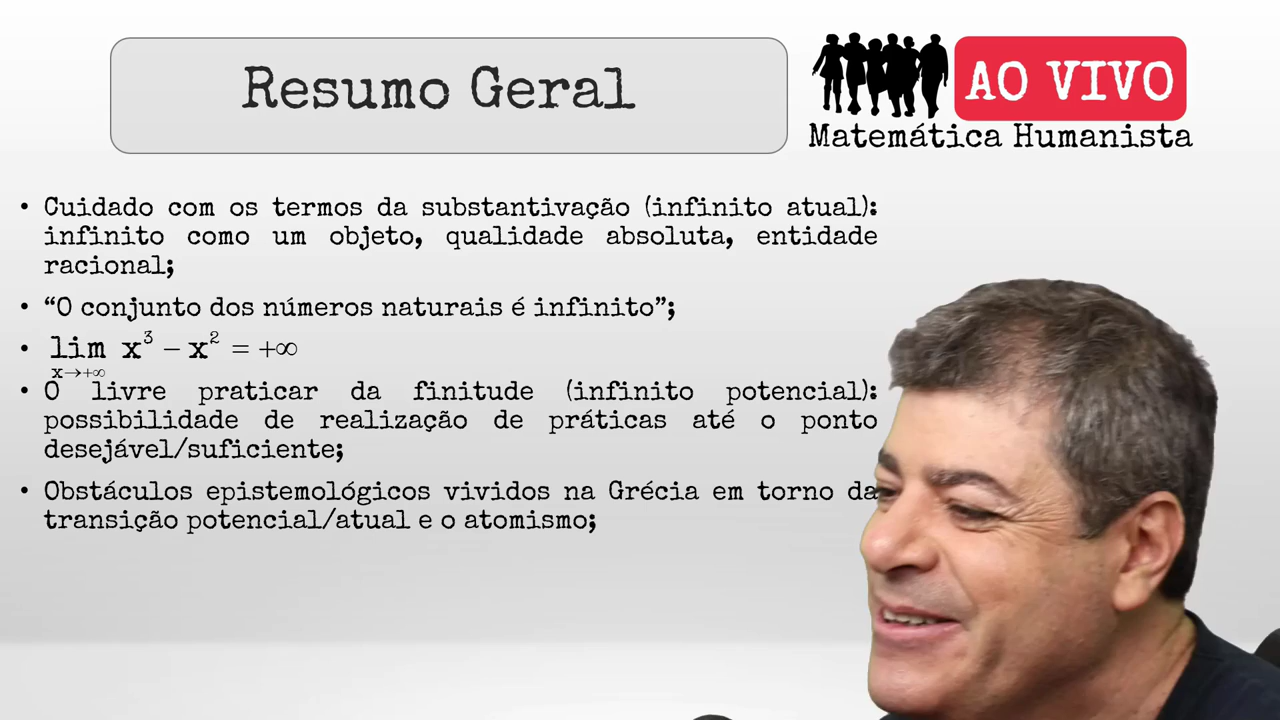 Resumo Geral
AO VIVO
Matemática Humanista
• Cuidado com os termos da substantivação (infinito atual):
infinito como um objeto, qualidade absoluta, entidade
racional;
• “O conjunto dos números naturais é infinito”;
• lim x³ − x² = +∞
x→+∞
• O livre praticar da finitude (infinito potencial):
possibilidade de realização de práticas até o ponto
desejável/suficiente;
• Obstáculos epistemológicos vividos na Grécia em torno da
transição potencial/atual e o atomismo;